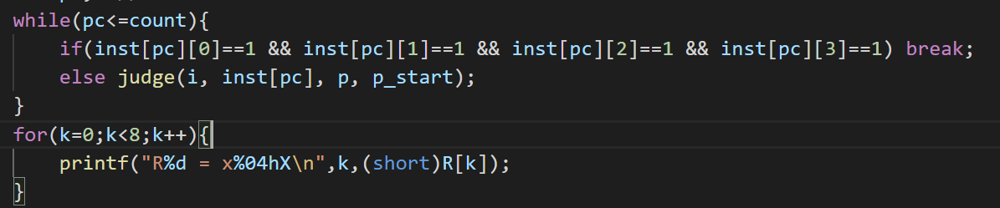 while(pc<=count){
    if(inst[pc][0]==1 && inst[pc][1]==1 && inst[pc][2]==1 && inst[pc][3]==1) break;
    else judge(i, inst[pc], p, p_start);
}
for(k=0;k<8;k++){
    printf("R%d = x%04hX\n",k,(short)R[k]);
}